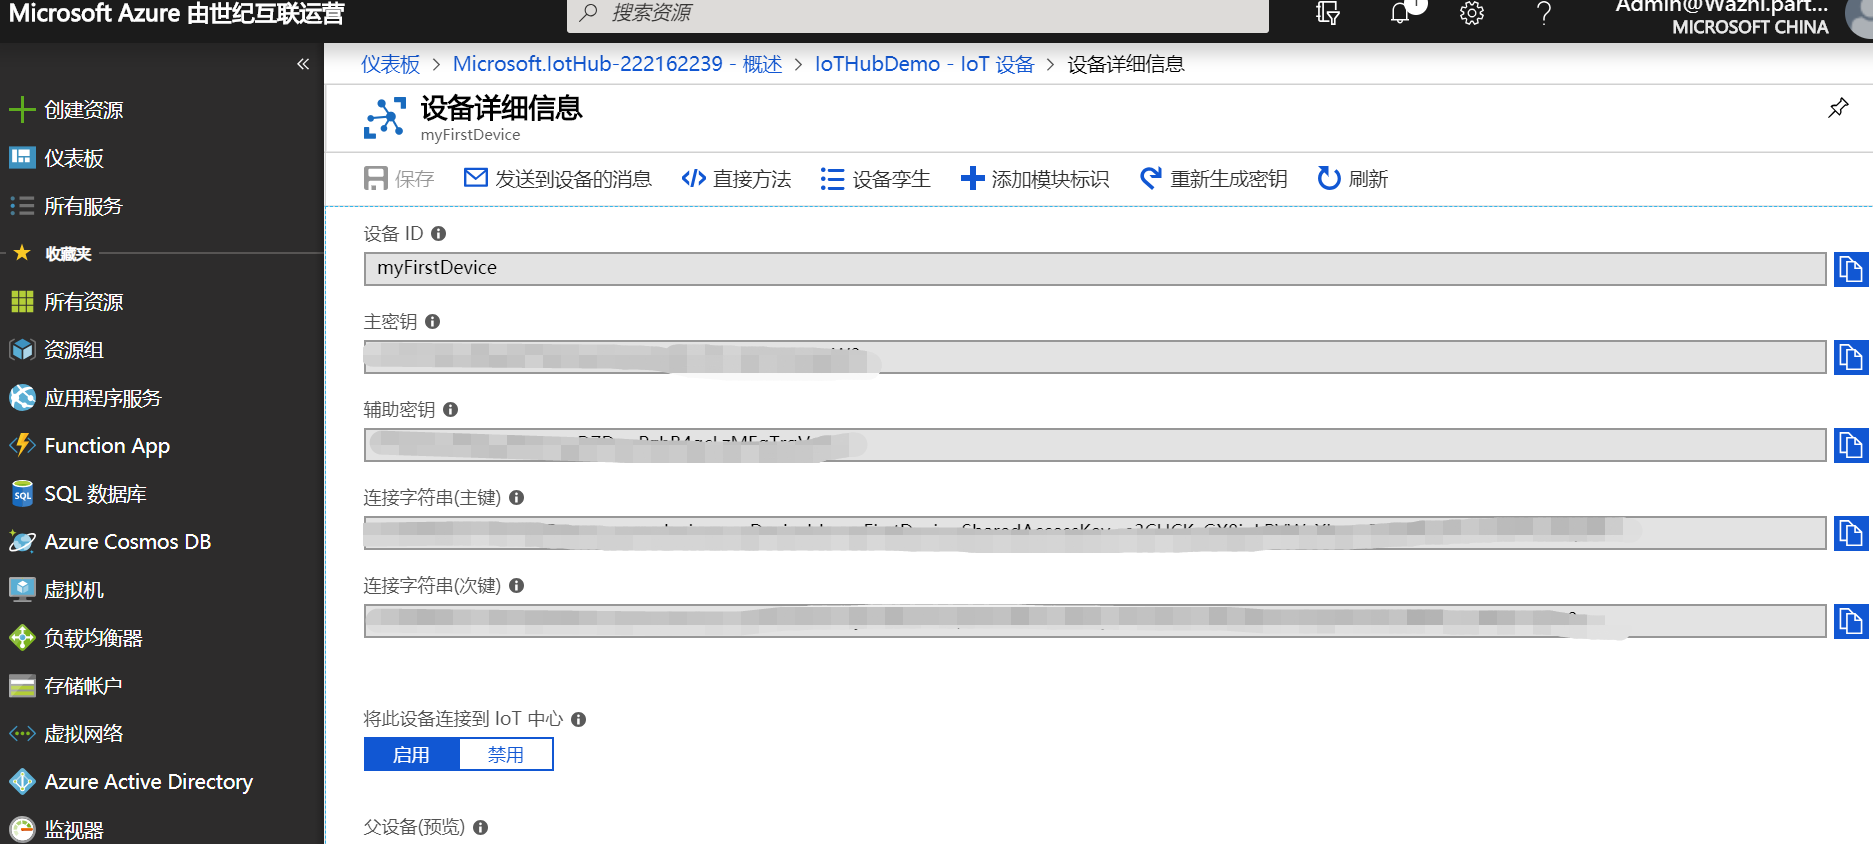 Microsoft Azure 由世纪互联运营
搜索资源
1
Admin@Wazhi.part...
MICROSOFT CHINA
«
创建资源
仪表板
所有服务
收藏夹
所有资源
资源组
应用程序服务
Function App
SQL 数据库
Azure Cosmos DB
虚拟机
负载均衡器
存储帐户
虚拟网络
Azure Active Directory
监视器
仪表板 > Microsoft.IotHub-222162239 - 概述 > IoTHubDemo - IoT 设备 > 设备详细信息
设备详细信息
myFirstDevice
保存 发送到设备的消息 直接方法 设备孪生 添加模块标识 重新生成密钥 刷新
设备 ID
myFirstDevice
主密钥
辅助密钥
连接字符串(主键)
连接字符串(次键)
将此设备连接到 IoT 中心
启用 禁用
父设备(预览)